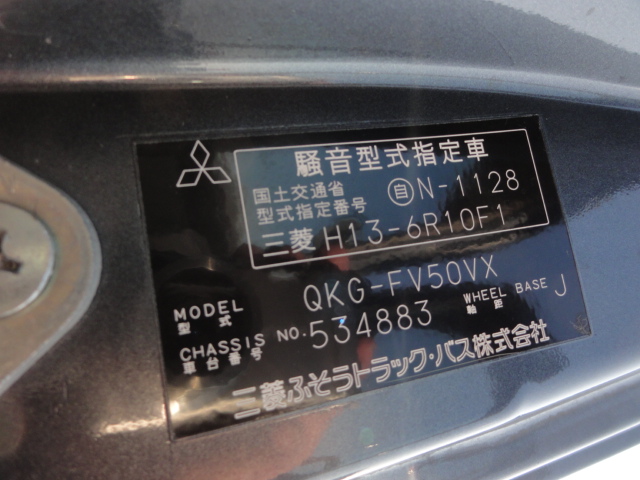 騒音型式指定車
国土交通省
型式指定番号 自N-1128
三菱 H13-6R10F1
MODEL
型式 QKG-FV50VX
CHASSIS NO. 534883 WHEEL BASE J
車台番号 軸距
三菱ふそうトラック・バス株式会社